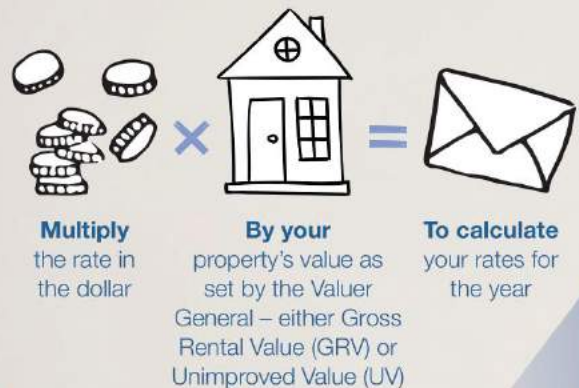 Multiply
the rate in
the dollar
×
By your
property's value as
set by the Valuer
General – either Gross
Rental Value (GRV) or
Unimproved Value (UV)
=
To calculate
your rates for
the year